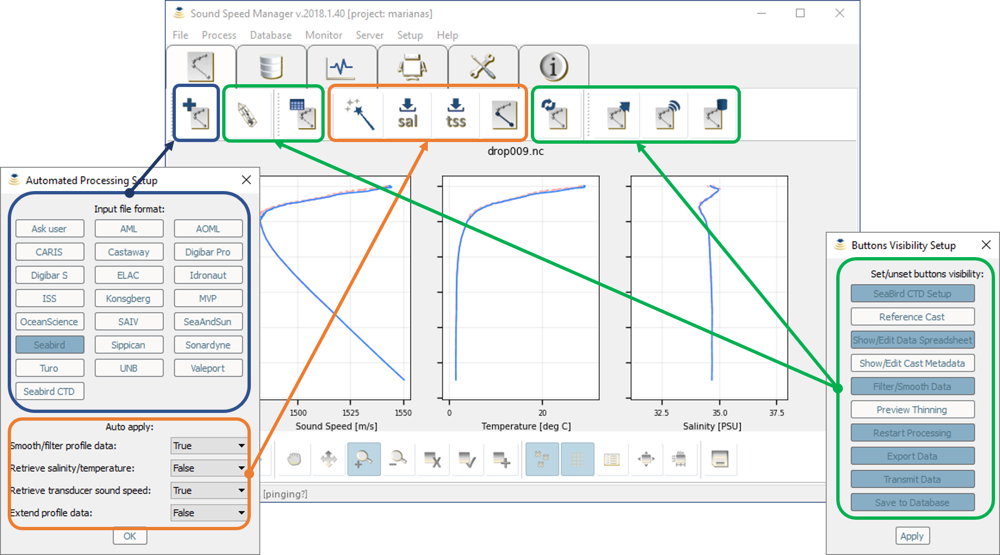 Sound Speed Manager v.2018.1.40 [project: marianas]
File Process Database Monitor Server Setup Help
sal
tss
drop009.nc
1500 1525 1550
Sound Speed [m/s]
0 20
Temperature [deg C]
32.5 35.0 37.5
Salinity [PSU]
[pinging?]
Automated Processing Setup
Input file format:
Ask user AML AOML
CARIS Castaway Digibar Pro
Digibar S ELAC Idronaut
ISS Konsgberg MVP
OceanScience SAIV SeaAndSun
Seabird Sippican Sonardyne
Turo UNB Valeport
Seabird CTD
Auto apply:
Smooth/filter profile data: True
Retrieve salinity/temperature: False
Retrieve transducer sound speed: True
Extend profile data: False
OK
Buttons Visibility Setup
Set/unset buttons visibility:
SeaBird CTD Setup
Reference Cast
Show/Edit Data Spreadsheet
Show/Edit Cast Metadata
Filter/Smooth Data
Preview Thinning
Restart Processing
Export Data
Transmit Data
Save to Database
Apply